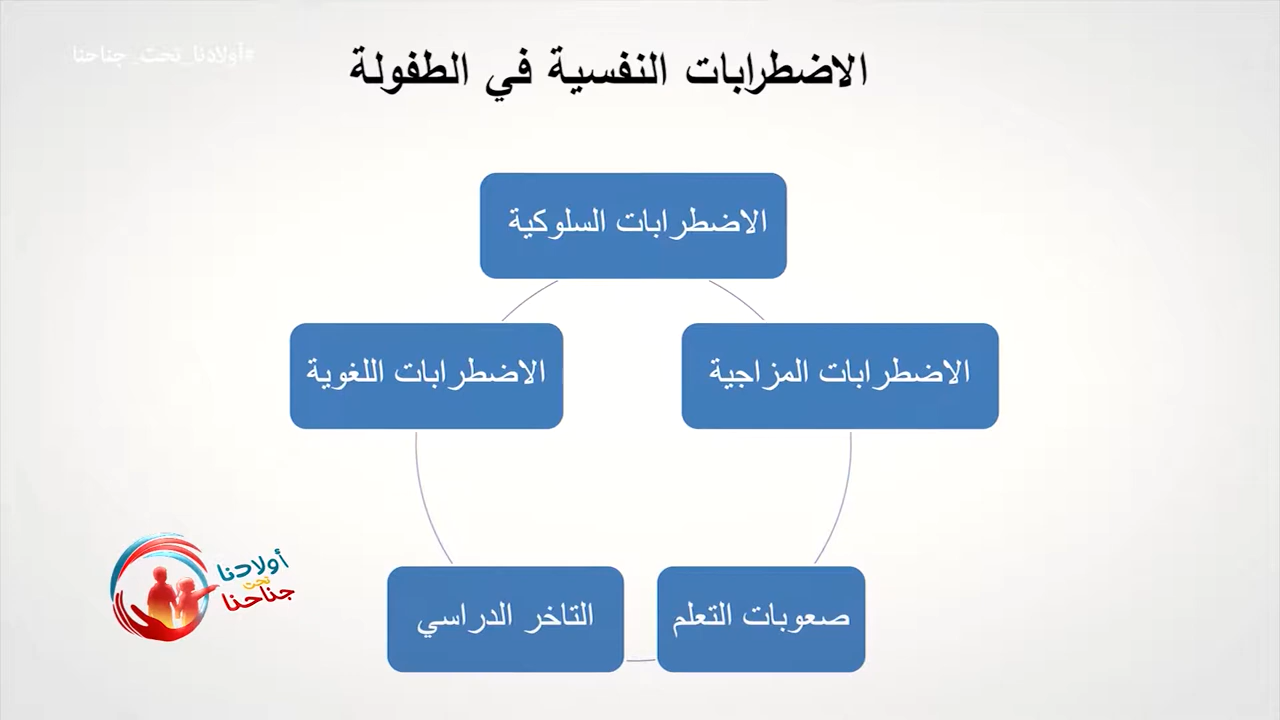 #أولادنا_تحت_جناحنا
الاضطرابات النفسية في الطفولة
الاضطرابات السلوكية
الاضطرابات المزاجية
الاضطرابات اللغوية
صعوبات التعلم
التاخر الدراسي
أولادنا
تحت
جناحنا